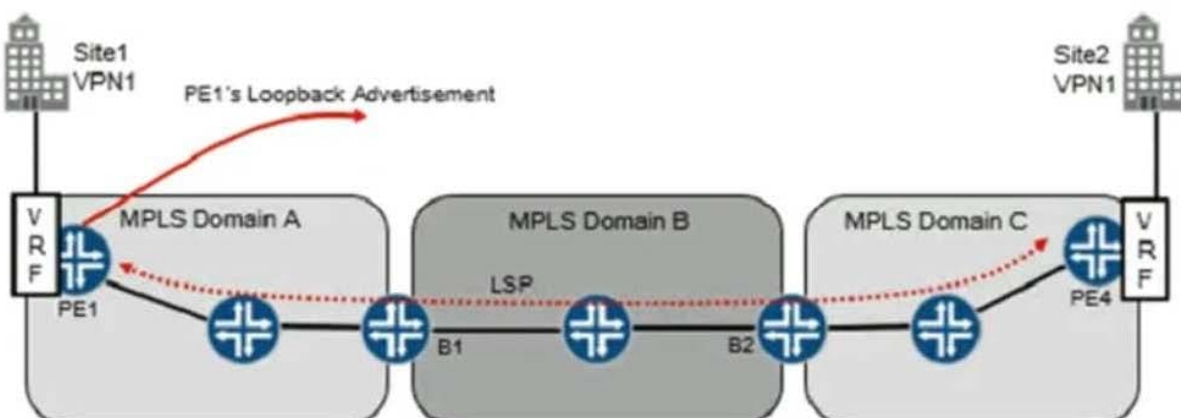 Site1
VPN1
Site2
VPN1
PE1's Loopback Advertisement
V
R
F
MPLS Domain A
MPLS Domain B
MPLS Domain C
V
R
F
LSP
PE1
PE4
B1
B2